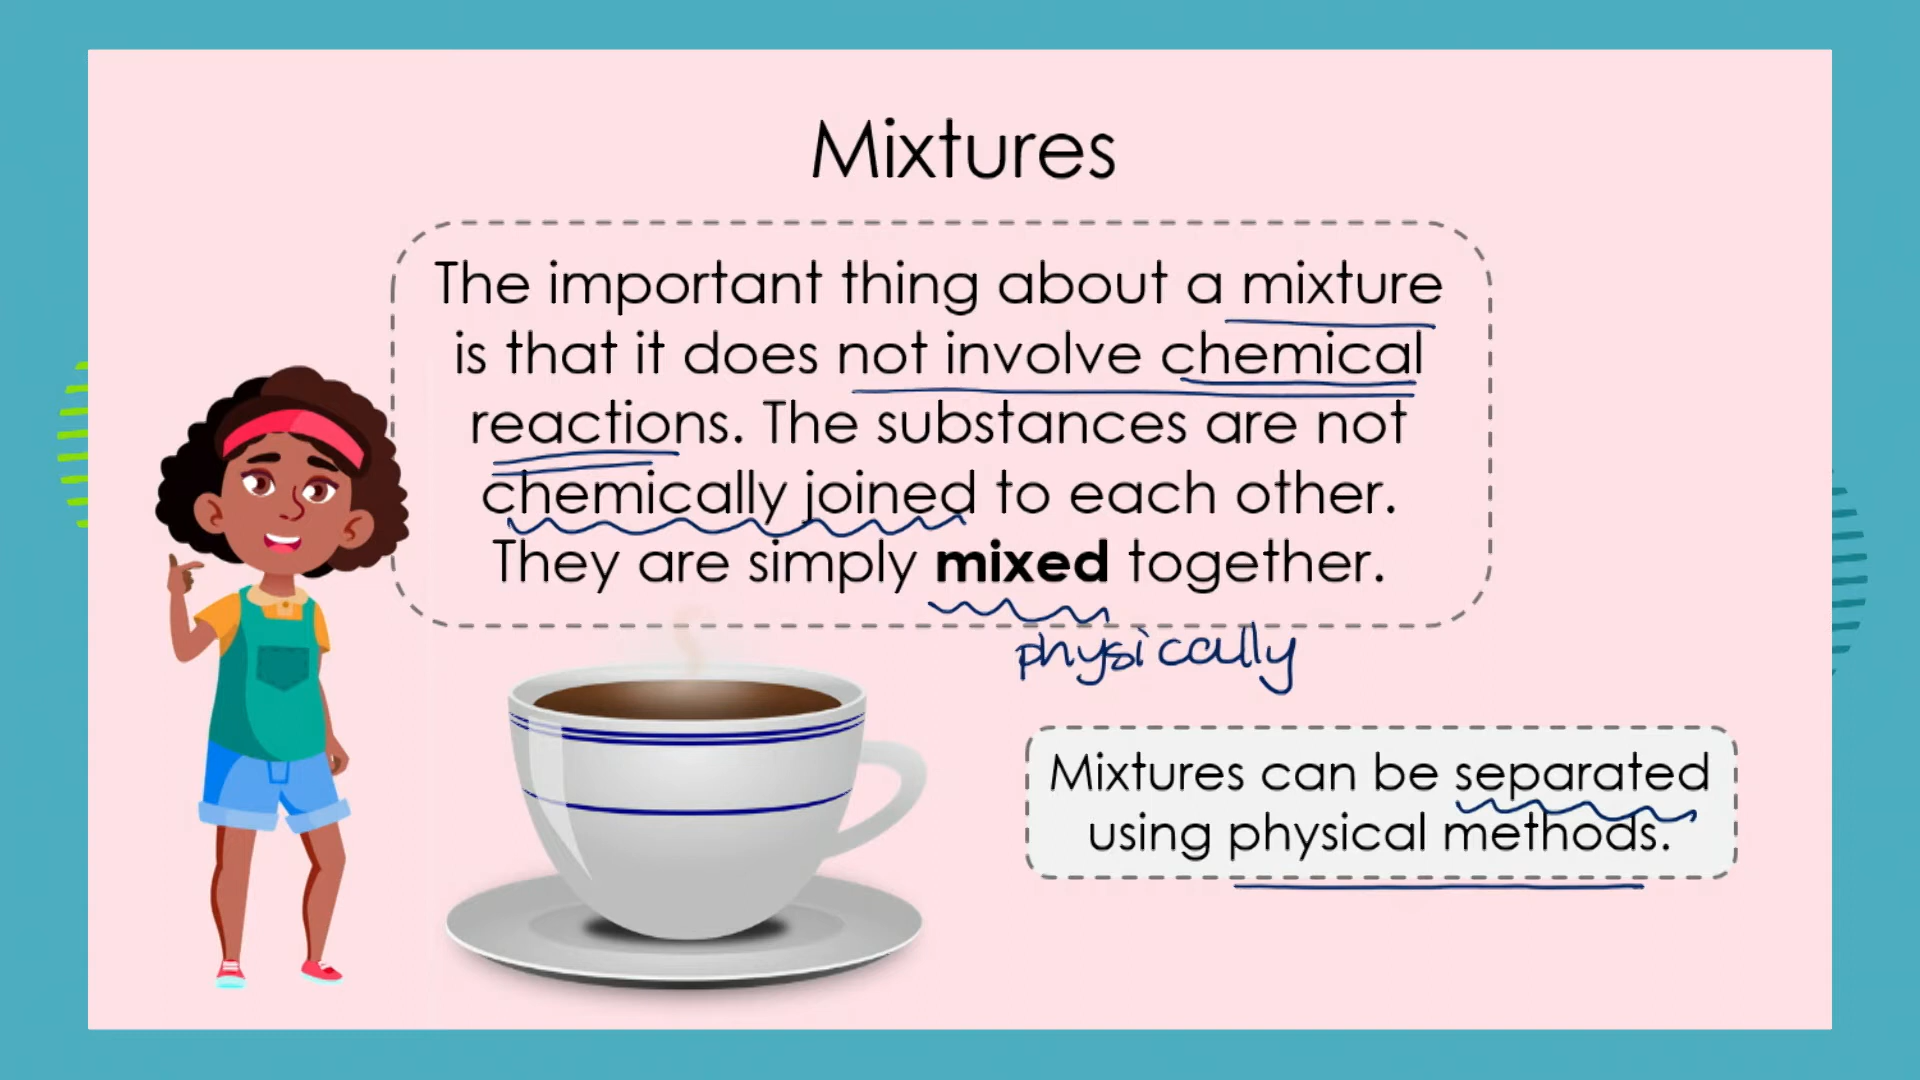 Mixtures
The important thing about a mixture
is that it does not involve chemical
reactions. The substances are not
chemically joined to each other.
They are simply mixed together.
physically
Mixtures can be separated
using physical methods.